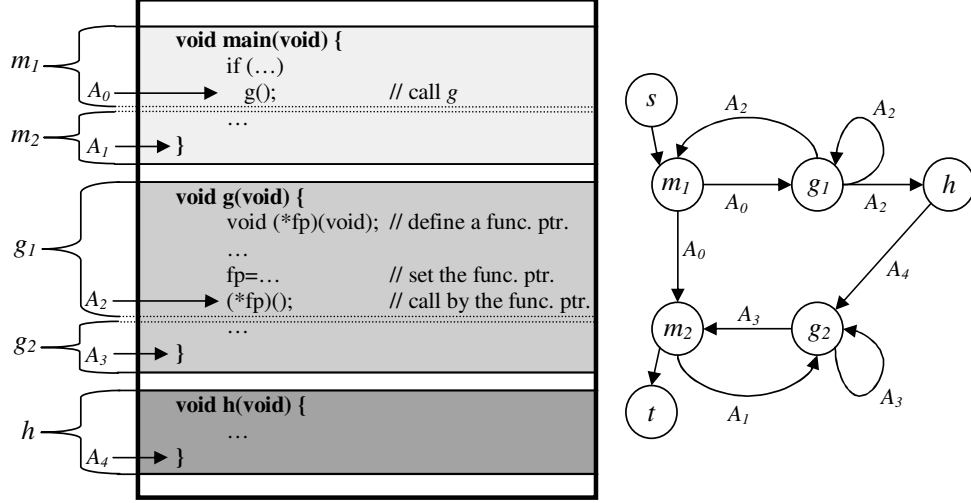 void main(void) {
m1
if (…)
A0
g(); // call g
m2
…
A1
}
void g(void) {
void (*fp)(void); // define a func. ptr.
g1
…
fp=… // set the func. ptr.
A2
(*fp)(); // call by the func. ptr.
g2
…
A3
}
void h(void) {
h
…
A4
}
s
A2
A2
m1
A0
g1
A2
h
A0
A4
m2
A3
g2
A1
A3
t